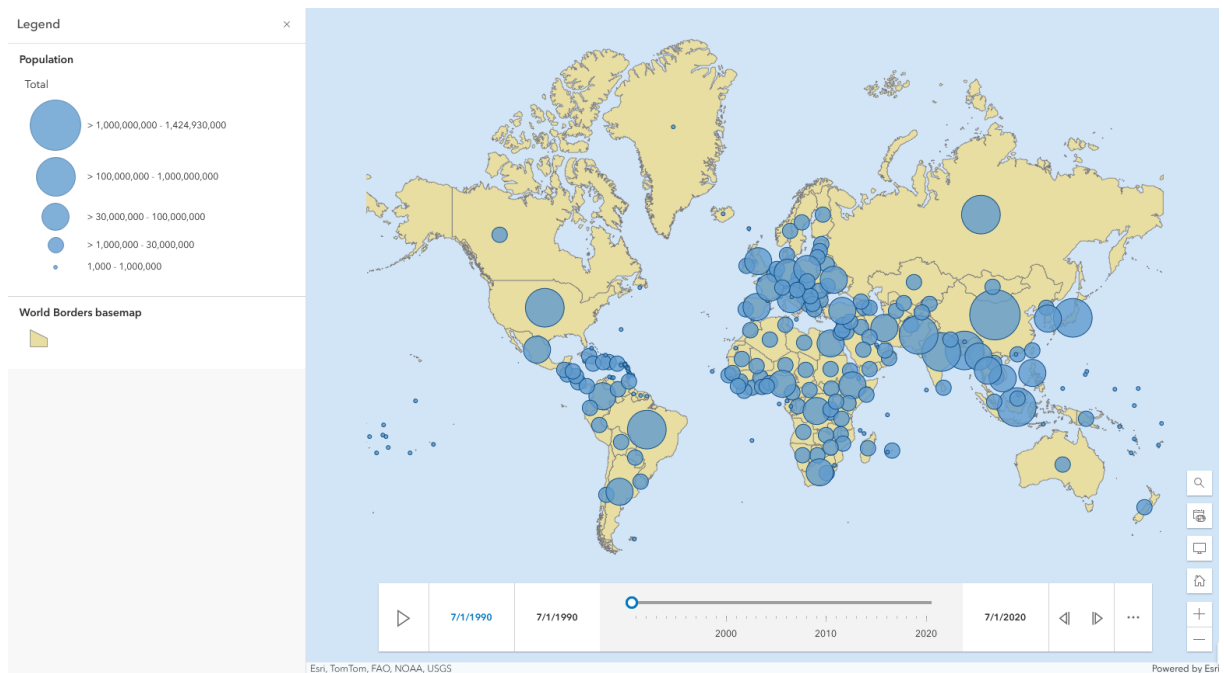 Legend
×
Population
Total
> 1,000,000,000 - 1,424,930,000
> 100,000,000 - 1,000,000,000
> 30,000,000 - 100,000,000
> 1,000,000 - 30,000,000
1,000 - 1,000,000
World Borders basemap
7/1/1990
7/1/1990
2000
2010
2020
7/1/2020
Esri, TomTom, FAO, NOAA, USGS
Powered by Esri